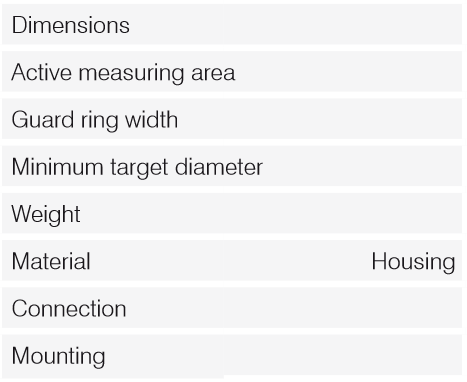 Dimensions
Active measuring area
Guard ring width
Minimum target diameter
Weight
Material Housing
Connection
Mounting